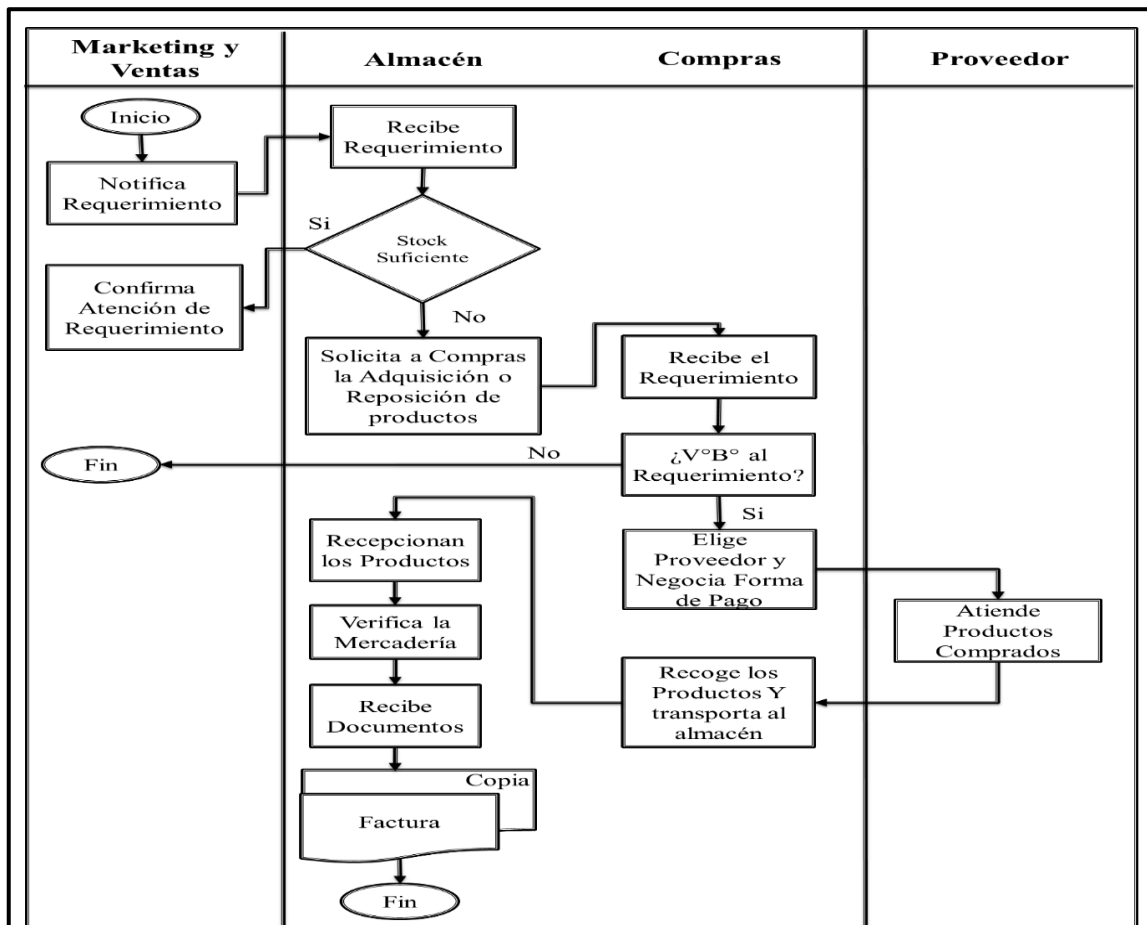 Marketing y
Ventas
Almacén
Compras
Proveedor
Inicio
Notifica
Requerimiento
Recibe
Requerimiento
Si
Stock
Suficiente
Confirma
Atención de
Requerimiento
No
Solicita a Compras
la Adquisición o
Reposición de
productos
Recibe el
Requerimiento
¿V°B° al
Requerimiento?
No
Fin
Si
Elige
Proveedor y
Negocia Forma
de Pago
Atiende
Productos
Comprados
Recoge los
Productos Y
transporta al
almacén
Recepcionan
los Productos
Verifica la
Mercadería
Recibe
Documentos
Copia
Factura
Fin